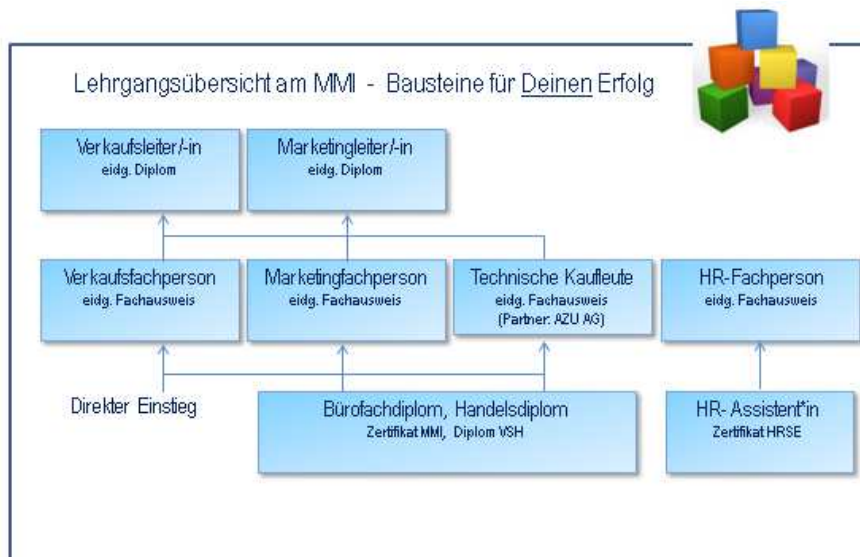 Lehrgangsübersicht am MMI - Bausteine für Deinen Erfolg
Verkaufsleiter/-in
eidg. Diplom
Marketingleiter/-in
eidg. Diplom
Verkaufsfachperson
eidg. Fachausweis
Marketingfachperson
eidg. Fachausweis
Technische Kaufleute
eidg. Fachausweis
(Partner: AZU AG)
HR-Fachperson
eidg. Fachausweis
Direkter Einstieg
Bürofachdiplom, Handelsdiplom
Zertifikat MMI, Diplom VSH
HR- Assistent*in
Zertifikat HRSE